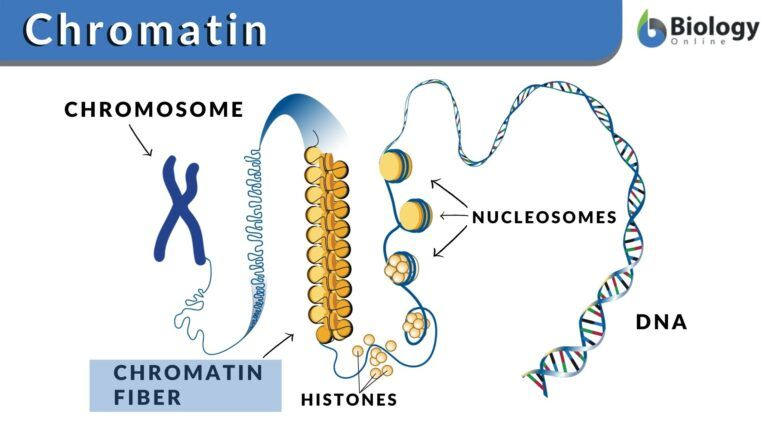 Chromatin
Biology
Online
CHROMOSOME
NUCLEOSOMES
DNA
CHROMATIN
FIBER
HISTONES